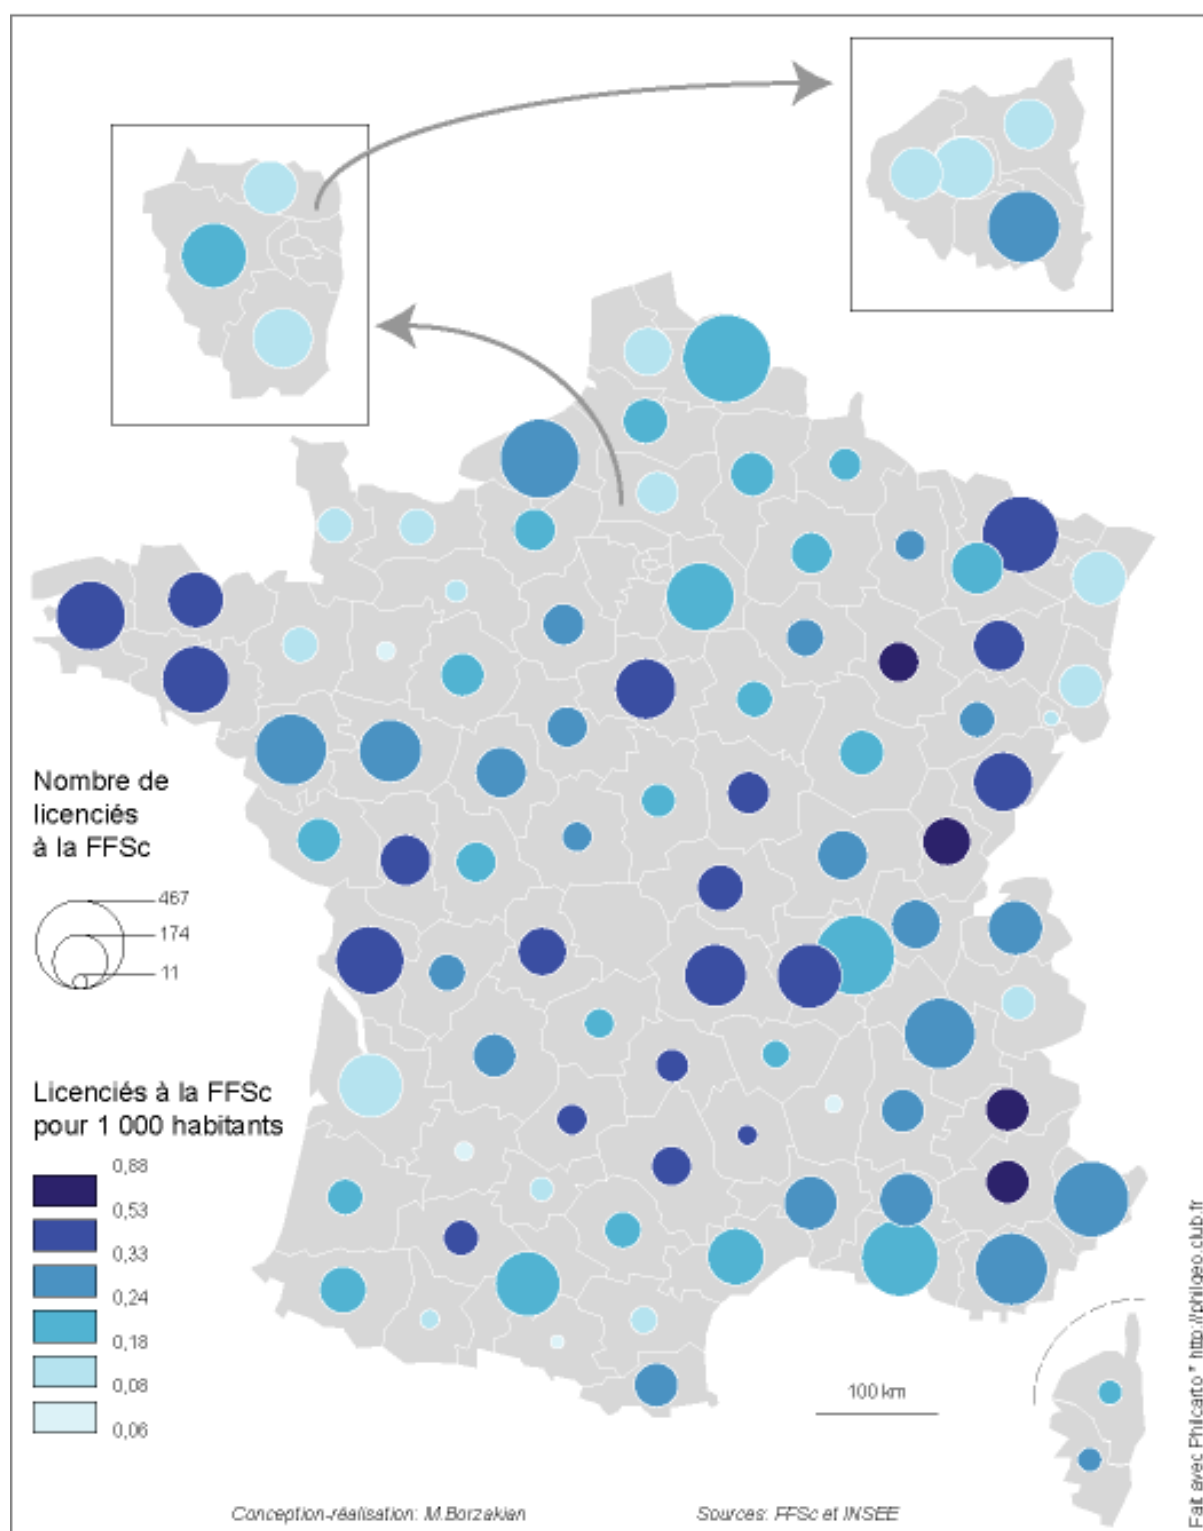 Nombre de
licenciés
à la FFSc
467
174
11
Licenciés à la FFSc
pour 1 000 habitants
0,88
0,53
0,33
0,24
0,18
0,08
0,06
100 km
Conception-réalisation: M.Borzakian
Sources: FFSc et INSEE
Fait avec Philcarto * http://philgeo.club.fr